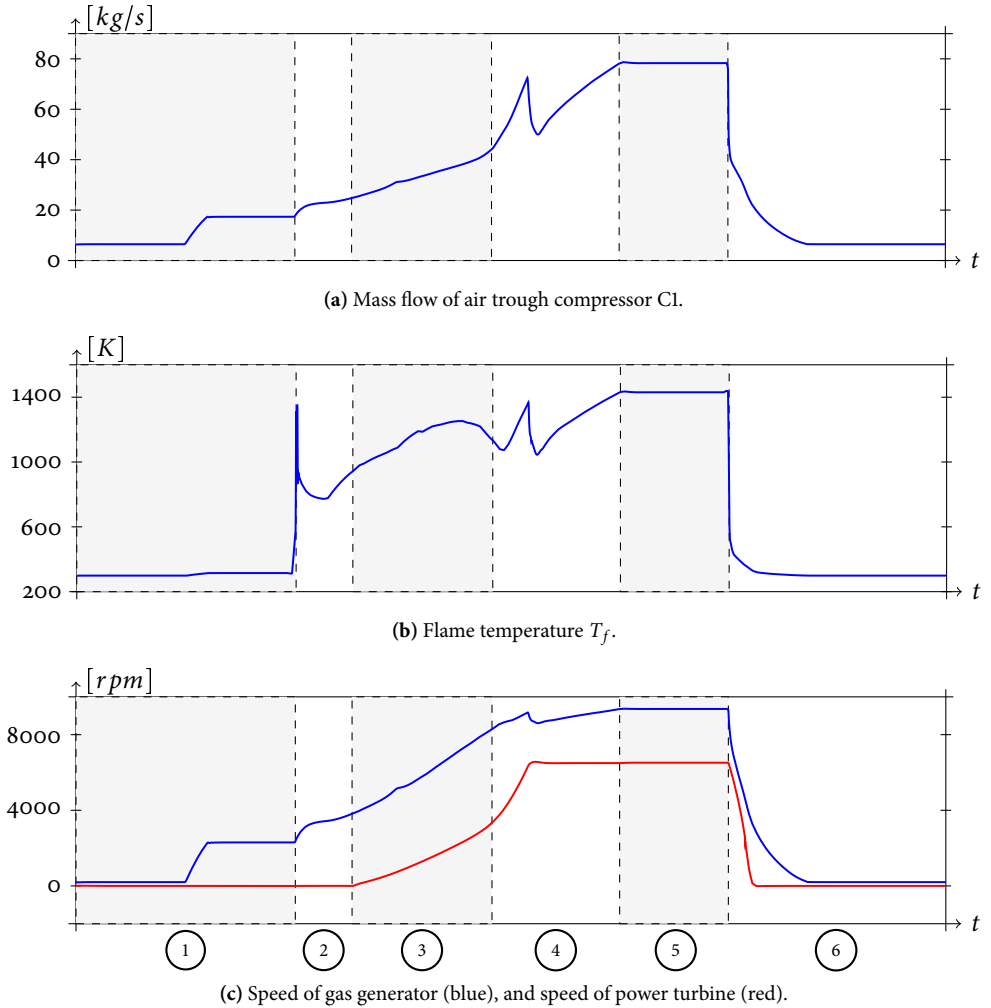 [kg/s]
80
60
40
20
0
t
(a) Mass flow of air trough compressor C1.
[K]
1400
1000
600
200
t
(b) Flame temperature T_f.
[rpm]
8000
4000
0
t
1 2 3 4 5 6
(c) Speed of gas generator (blue), and speed of power turbine (red).